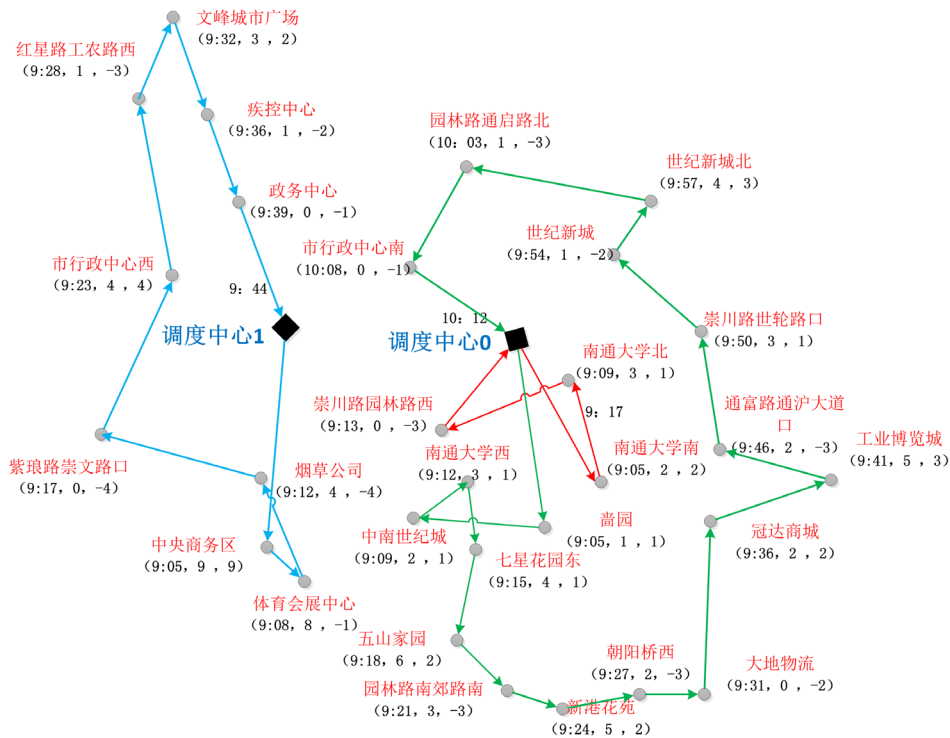 文峰城市广场
(9:32, 3 , 2)
红星路工农路西
(9:28, 1 , -3)
疾控中心
(9:36, 1 , -2)
政务中心
(9:39, 0 , -1)
市行政中心西
(9:23, 4 , 4)
9: 44
调度中心1
紫琅路崇文路口
(9:17, 0, -4)
烟草公司
(9:12, 4 , -4)
中央商务区
(9:05, 9 , 9)
体育会展中心
(9:08, 8 , -1)
园林路通启路北
(10: 03, 1 , -3)
世纪新城北
(9:57, 4 , 3)
世纪新城
(9:54, 1 , -2)
市行政中心南
(10:08, 0 , -1)
10: 12
调度中心0
崇川路世轮路口
(9:50, 3 , 1)
南通大学北
(9:09, 3 , 1)
9: 17
崇川路园林路西
(9:13, 0 , -3)
南通大学南
(9:05, 2 , 2)
南通大学西
(9:12, 3 , 1)
通富路通沪大道
口
(9:46, 2 , -3)
工业博览城
(9:41, 5 , 3)
啬园
(9:05, 1 , 1)
中南世纪城
(9:09, 2 , 1)
冠达商城
(9:36, 2 , 2)
七星花园东
(9:15, 4 , 1)
五山家园
(9:18, 6 , 2)
朝阳桥西
(9:27, 2, -3)
大地物流
(9:31, 0 , -2)
园林路南郊路南
(9:21, 3, -3)
新港花苑
(9:24, 5 , 2)